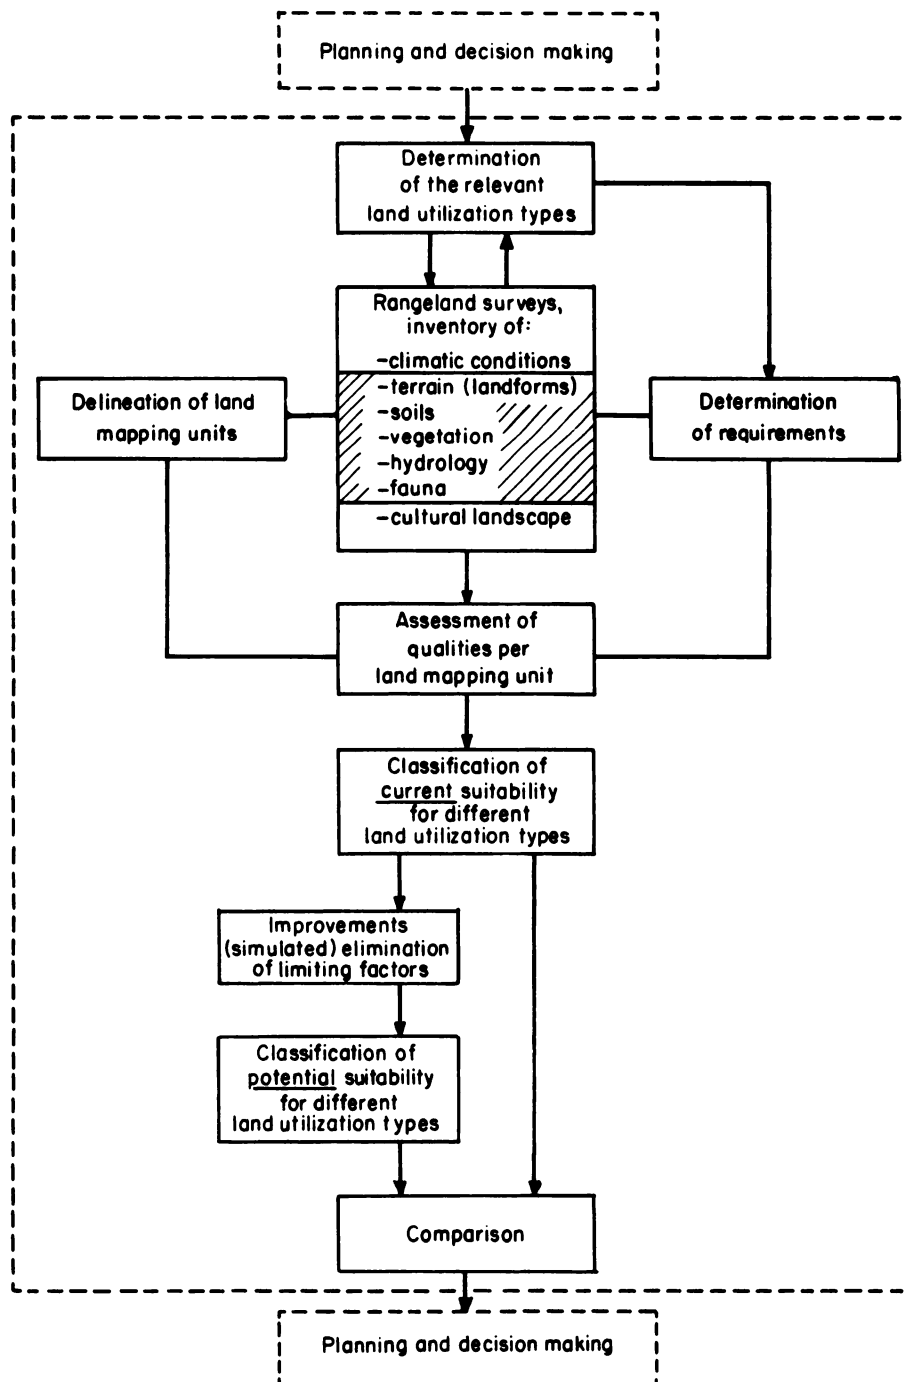 Planning and decision making
Determination
of the relevant
land utilization types
Rangeland surveys,
inventory of:
-climatic conditions
-terrain (landforms)
-soils
-vegetation
-hydrology
-fauna
-cultural landscape
Delineation of land
mapping units
Determination
of requirements
Assessment of
qualities per
land mapping unit
Classification of
current suitability
for different
land utilization types
Improvements
(simulated) elimination
of limiting factors
Classification of
potential suitability
for different
land utilization types
Comparison
Planning and decision making